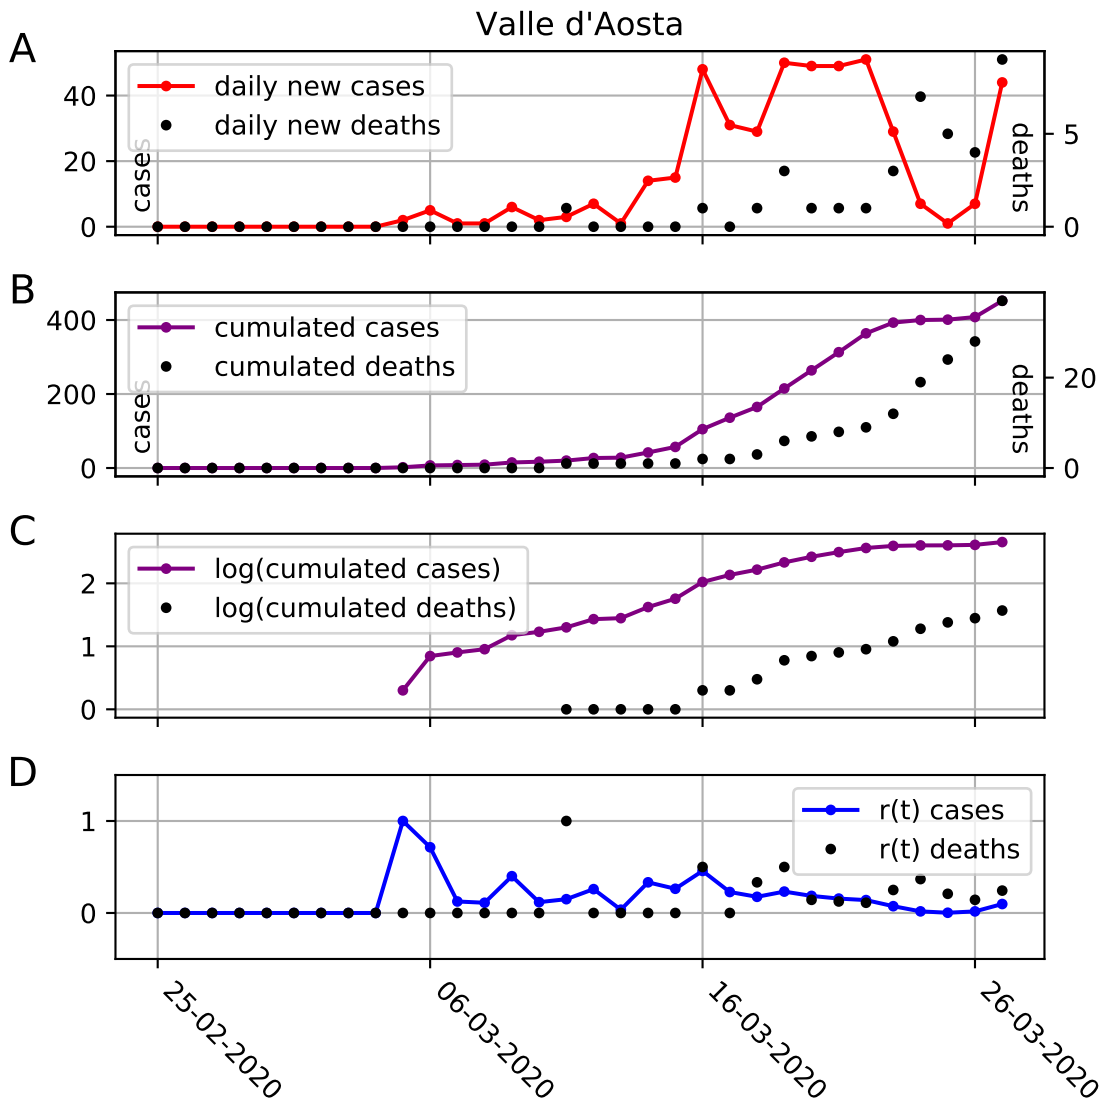 Valle d'Aosta
A
daily new cases
daily new deaths
40
20
0
cases
5
0
deaths
B
cumulated cases
cumulated deaths
400
200
0
cases
20
0
deaths
C
log(cumulated cases)
log(cumulated deaths)
2
1
0
D
r(t) cases
r(t) deaths
1
0
25-02-2020
06-03-2020
16-03-2020
26-03-2020